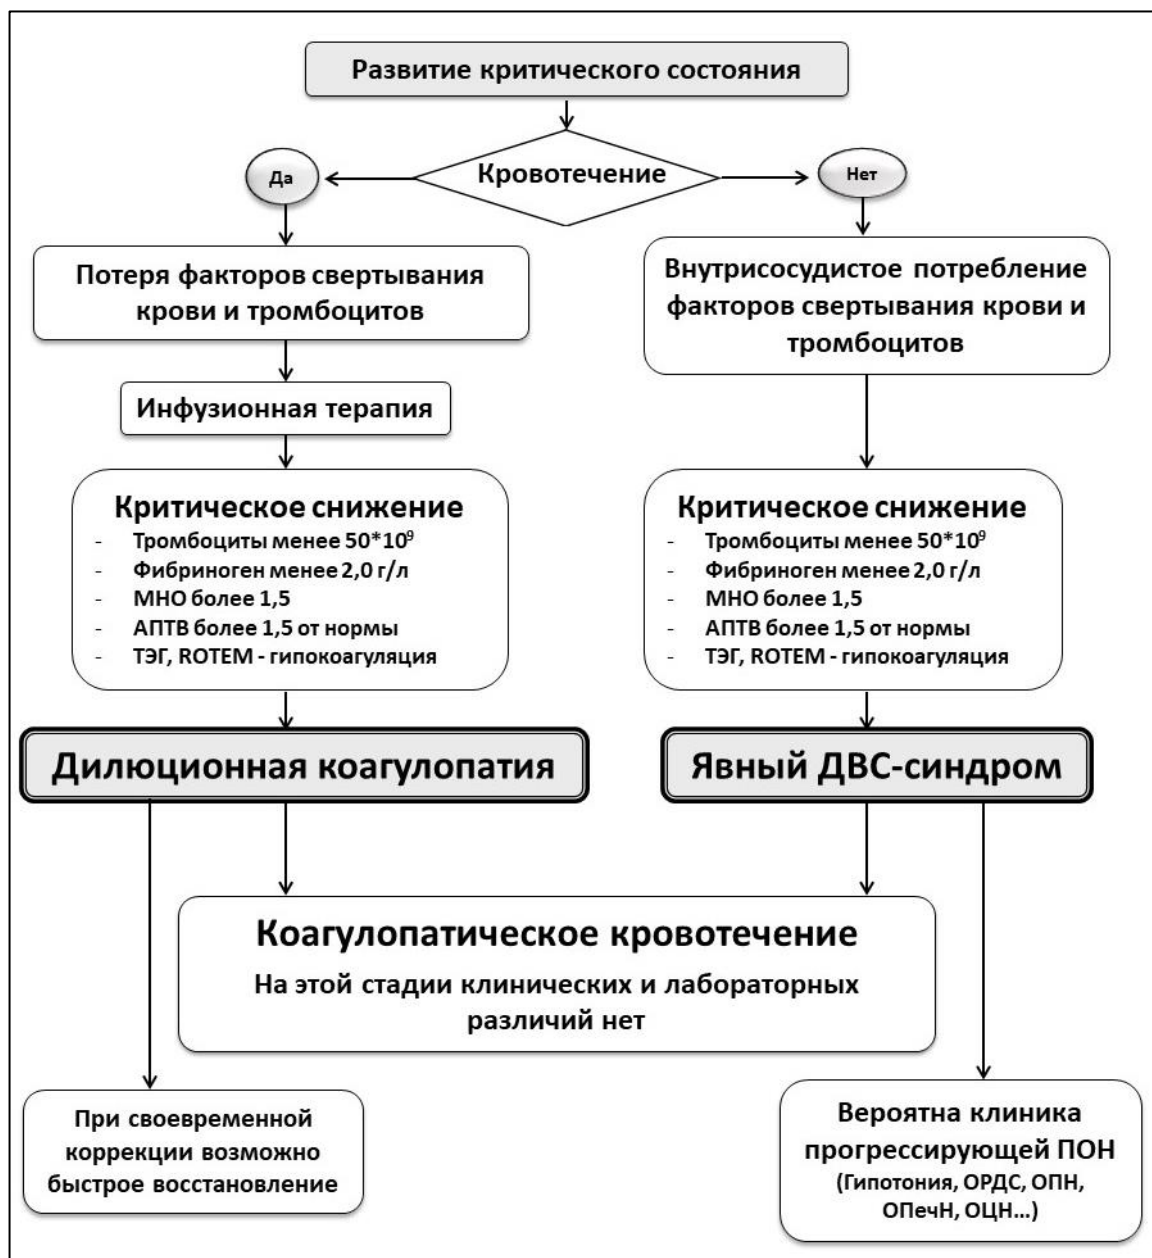 Развитие критического состояния
Кровотечение
Да
Нет
Потеря факторов свертывания
крови и тромбоцитов
Внутрисосудистое потребление
факторов свертывания крови и
тромбоцитов
Инфузионная терапия
Критическое снижение
- Тромбоциты менее 50*10⁹
- Фибриноген менее 2,0 г/л
- МНО более 1,5
- АПТВ более 1,5 от нормы
- ТЭГ, ROTEM - гипокоагуляция
Критическое снижение
- Тромбоциты менее 50*10⁹
- Фибриноген менее 2,0 г/л
- МНО более 1,5
- АПТВ более 1,5 от нормы
- ТЭГ, ROTEM - гипокоагуляция
Дилюционная коагулопатия
Явный ДВС-синдром
Коагулопатическое кровотечение
На этой стадии клинических и лабораторных
различий нет
При своевременной
коррекции возможно
быстрое восстановление
Вероятна клиника
прогрессирующей ПОН
(Гипотония, ОРДС, ОПН,
ОПечН, ОЦН...)